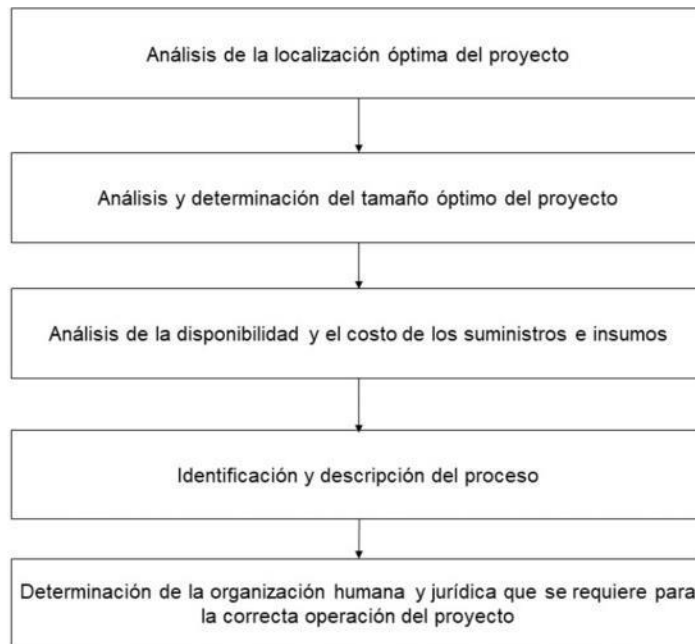 Análisis de la localización óptima del proyecto
Análisis y determinación del tamaño óptimo del proyecto
Análisis de la disponibilidad y el costo de los suministros e insumos
Identificación y descripción del proceso
Determinación de la organización humana y jurídica que se requiere para
la correcta operación del proyecto